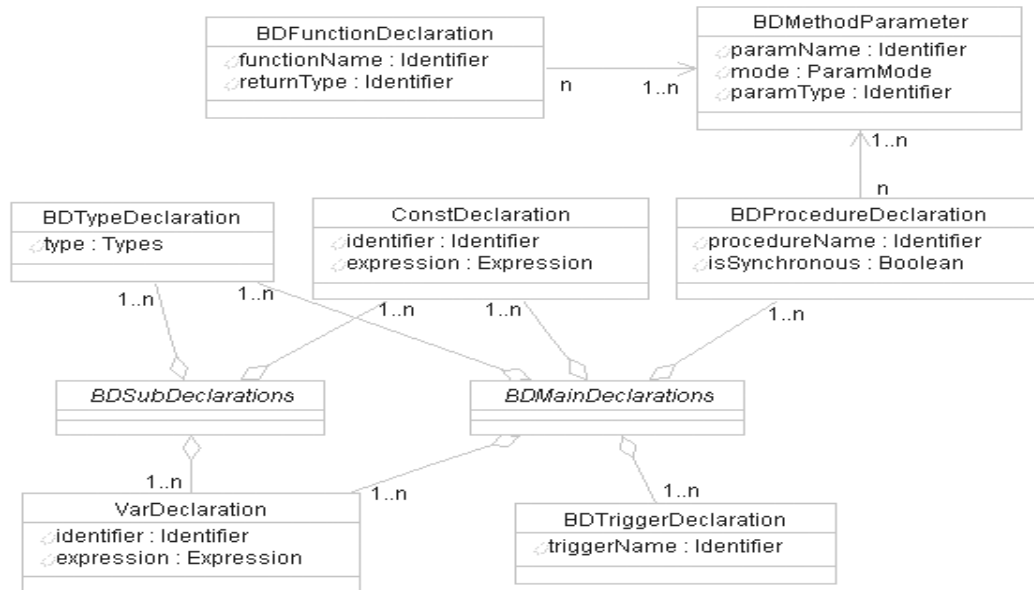 BDFunctionDeclaration
functionName : Identifier
returnType : Identifier
BDMethodParameter
paramName : Identifier
mode : ParamMode
paramType : Identifier
n
1..n
1..n
n
BDTypeDeclaration
type : Types
ConstDeclaration
identifier : Identifier
expression : Expression
BDProcedureDeclaration
procedureName : Identifier
isSynchronous : Boolean
1..n
1..n
1..n
1..n
1..n
BDSubDeclarations
BDMainDeclarations
1..n
1..n
1..n
VarDeclaration
identifier : Identifier
expression : Expression
BDTriggerDeclaration
triggerName : Identifier